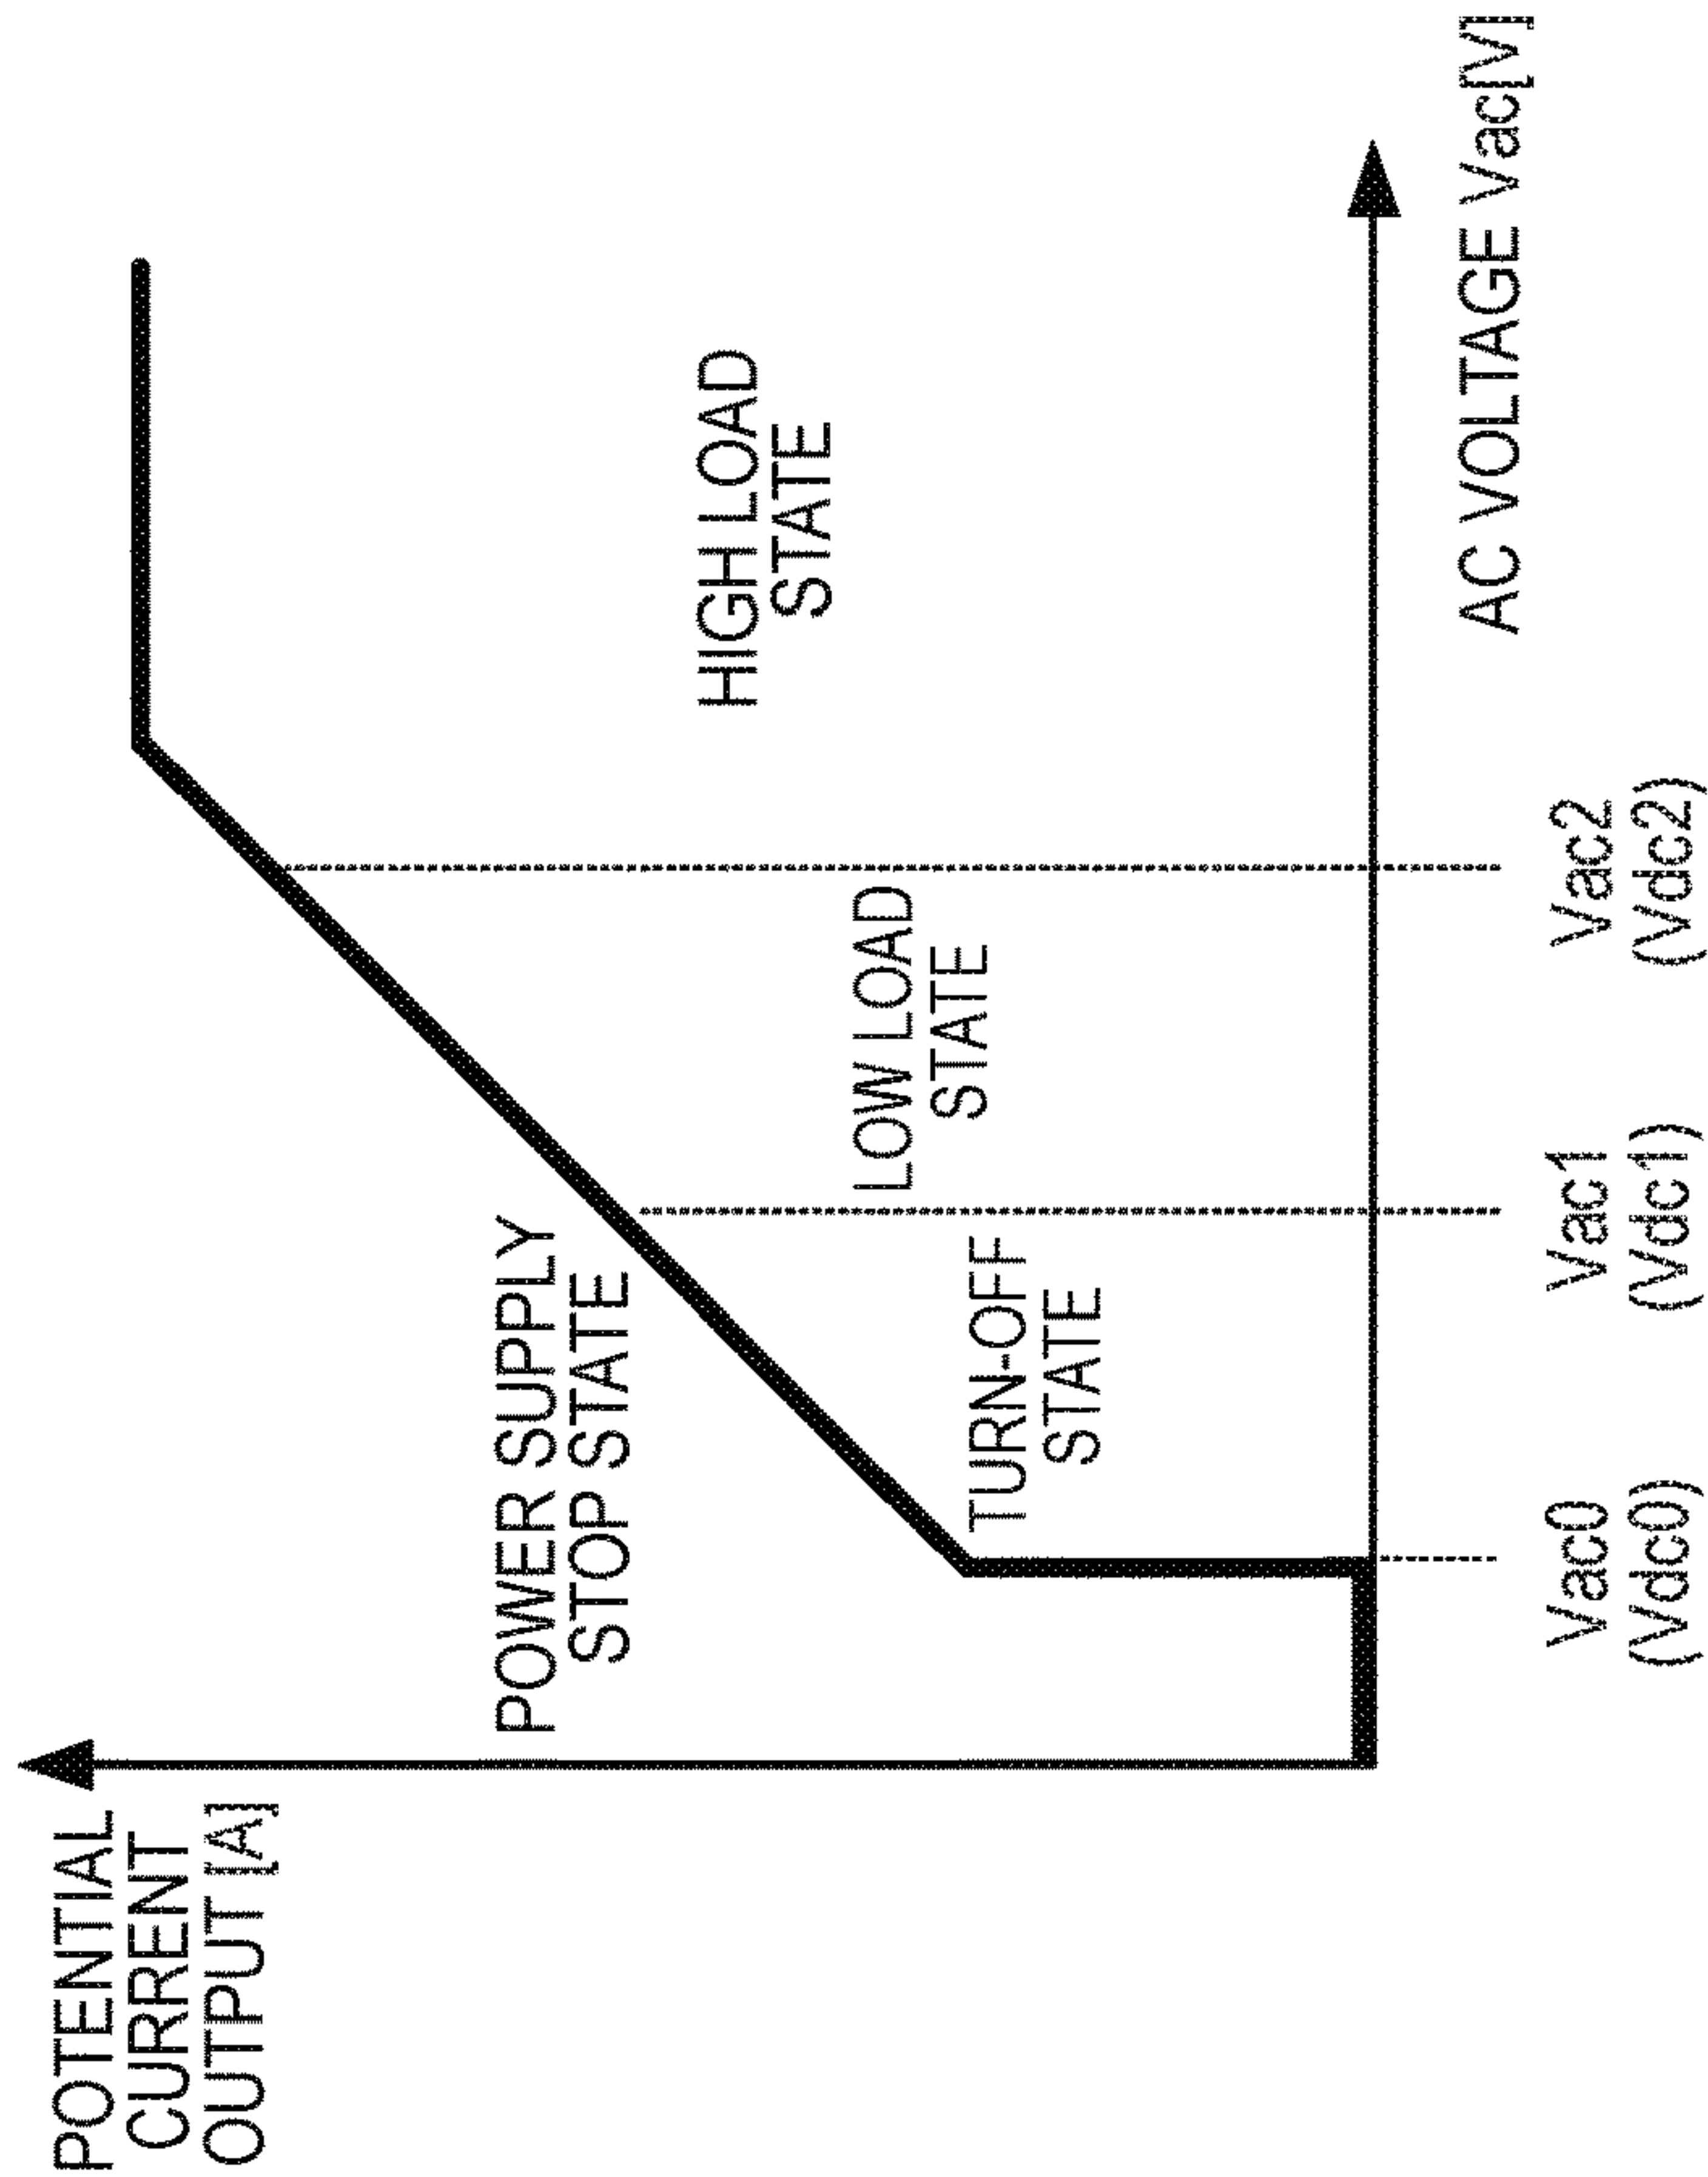 POTENTIAL
CURRENT
OUTPUT [A]
POWER SUPPLY
STOP STATE
HIGH LOAD
STATE
LOW LOAD
STATE
TURN-OFF
STATE
AC VOLTAGE Vac[V]
Vac0
(Vdc0)
Vac1
(Vdc1)
Vac2
(Vdc2)